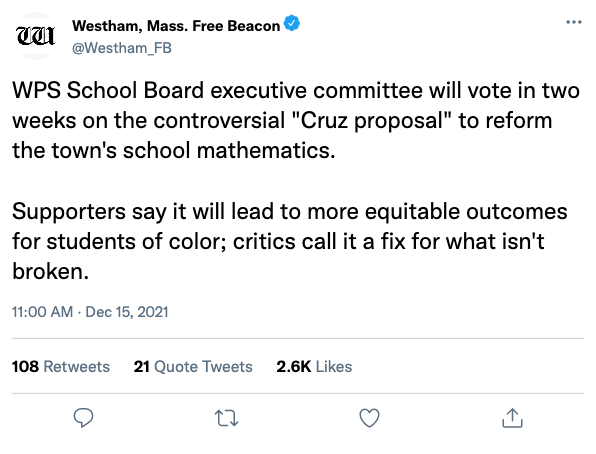 Westham, Mass. Free Beacon
@Westham_FB
WPS School Board executive committee will vote in two
weeks on the controversial "Cruz proposal" to reform
the town's school mathematics.
Supporters say it will lead to more equitable outcomes
for students of color; critics call it a fix for what isn't
broken.
11:00 AM · Dec 15, 2021
108 Retweets 21 Quote Tweets 2.6K Likes